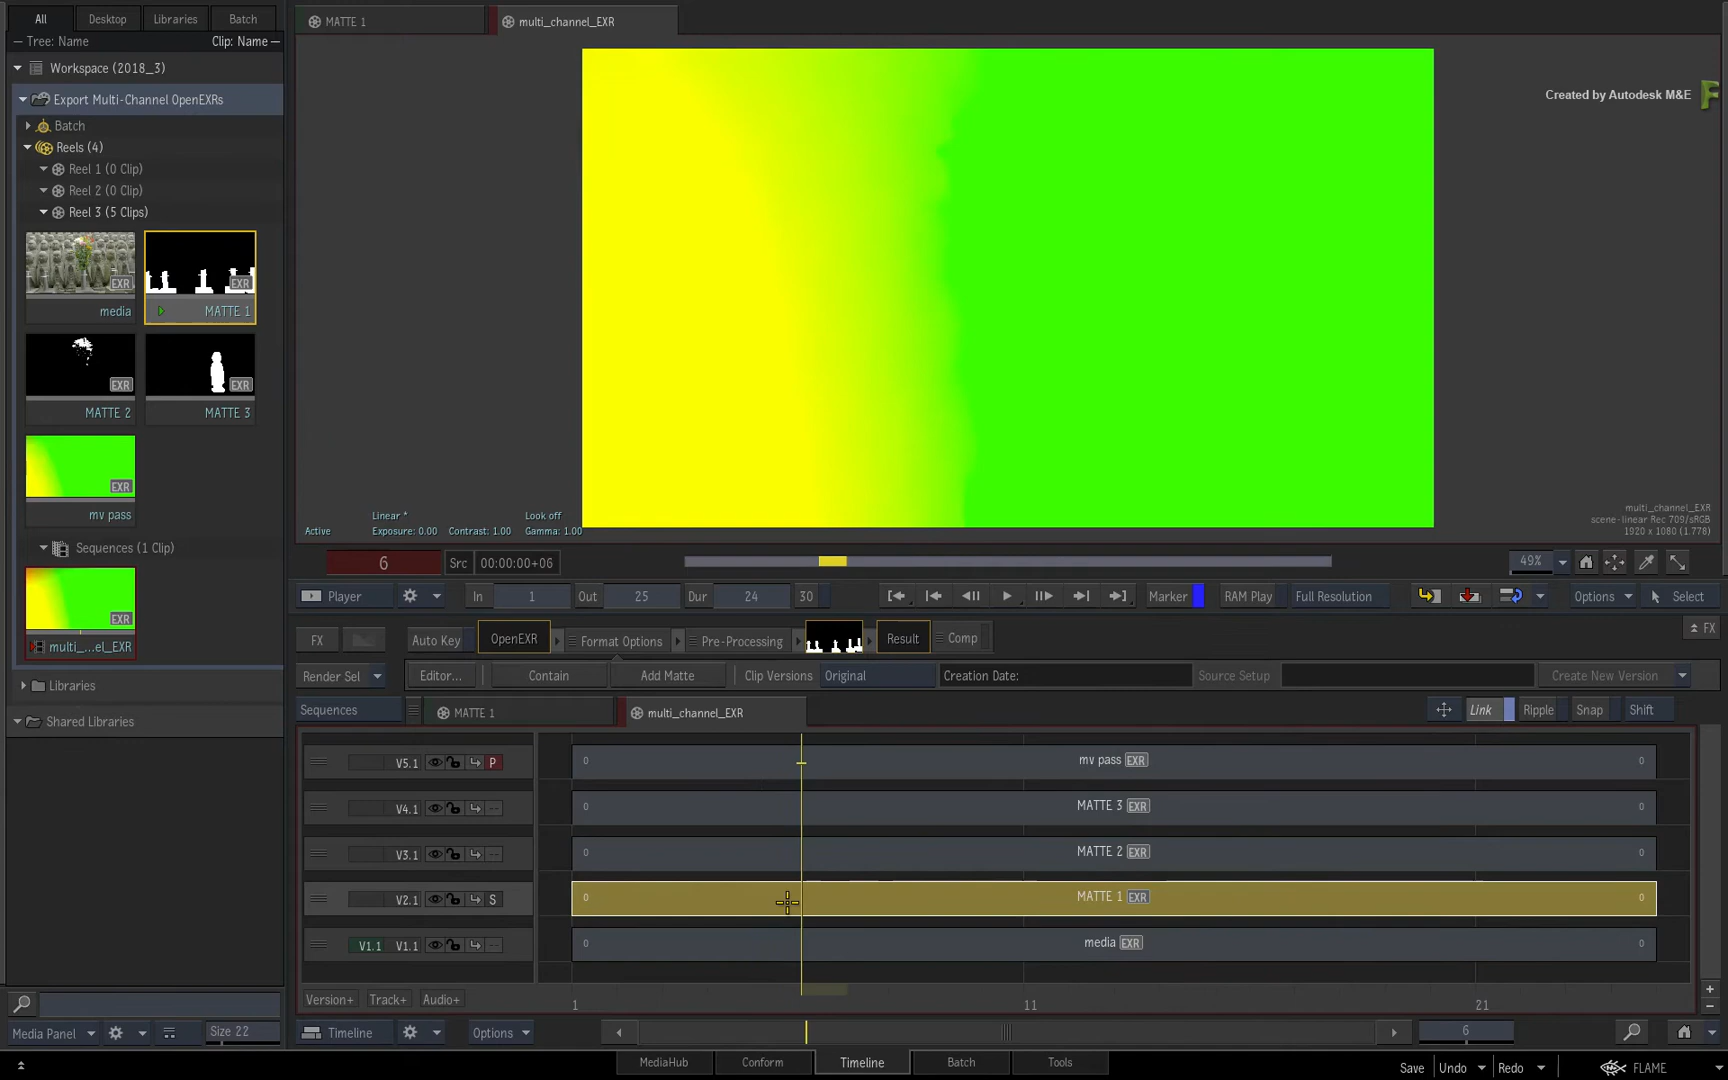 All
Desktop
Libraries
Batch
Tree: Name
Clip: Name
Workspace (2018_3)
Export Multi-Channel OpenEXRs
Batch
Reels (4)
Reel 1 (0 Clip)
Reel 2 (0 Clip)
Reel 3 (5 Clips)
EXR
media
EXR
MATTE 1
EXR
MATTE 2
EXR
MATTE 3
EXR
mv pass
Sequences (1 Clip)
EXR
multi_...el_EXR
Libraries
Shared Libraries
Media Panel
Size 22
MATTE 1
multi_channel_EXR
Created by Autodesk M&E
Linear *
Look off
Active
Exposure: 0.00
Contrast: 1.00
Gamma: 1.00
multi_channel_EXR
scene-linear Rec 709/sRGB
1920 x 1080 (1.778)
6
Src
00:00:00+06
49%
Player
In
1
Out
25
Dur
24
30
Marker
RAM Play
Full Resolution
Options
Select
FX
Auto Key
OpenEXR
Format Options
Pre-Processing
Result
Comp
FX
Render Sel
Editor...
Contain
Add Matte
Clip Versions
Original
Creation Date:
Source Setup
Create New Version
Sequences
MATTE 1
multi_channel_EXR
Link
Ripple
Snap
Shift
V5.1
P
0
mv pass EXR
0
V4.1
MATTE 3 EXR
V3.1
0
MATTE 2 EXR
0
V2.1
S
0
MATTE 1 EXR
0
V1.1
V1.1
0
media EXR
0
Version+
Track+
Audio+
1
11
21
Timeline
Options
6
MediaHub
Conform
Timeline
Batch
Tools
Save
Undo
Redo
FLAME